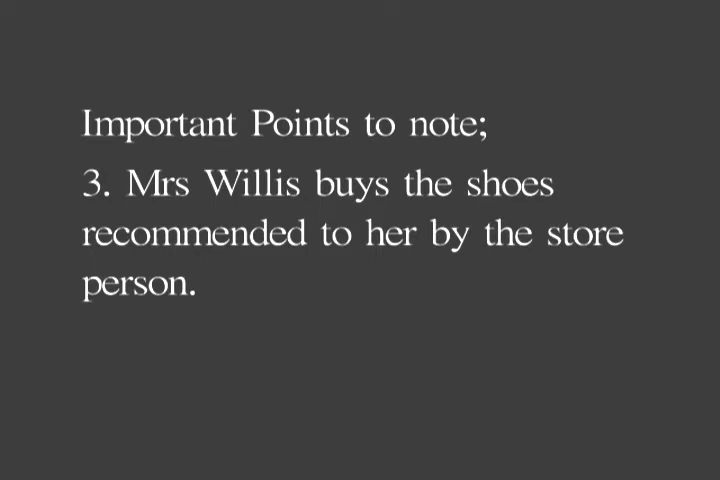 Important Points to note;
3. Mrs Willis buys the shoes
recommended to her by the store
person.